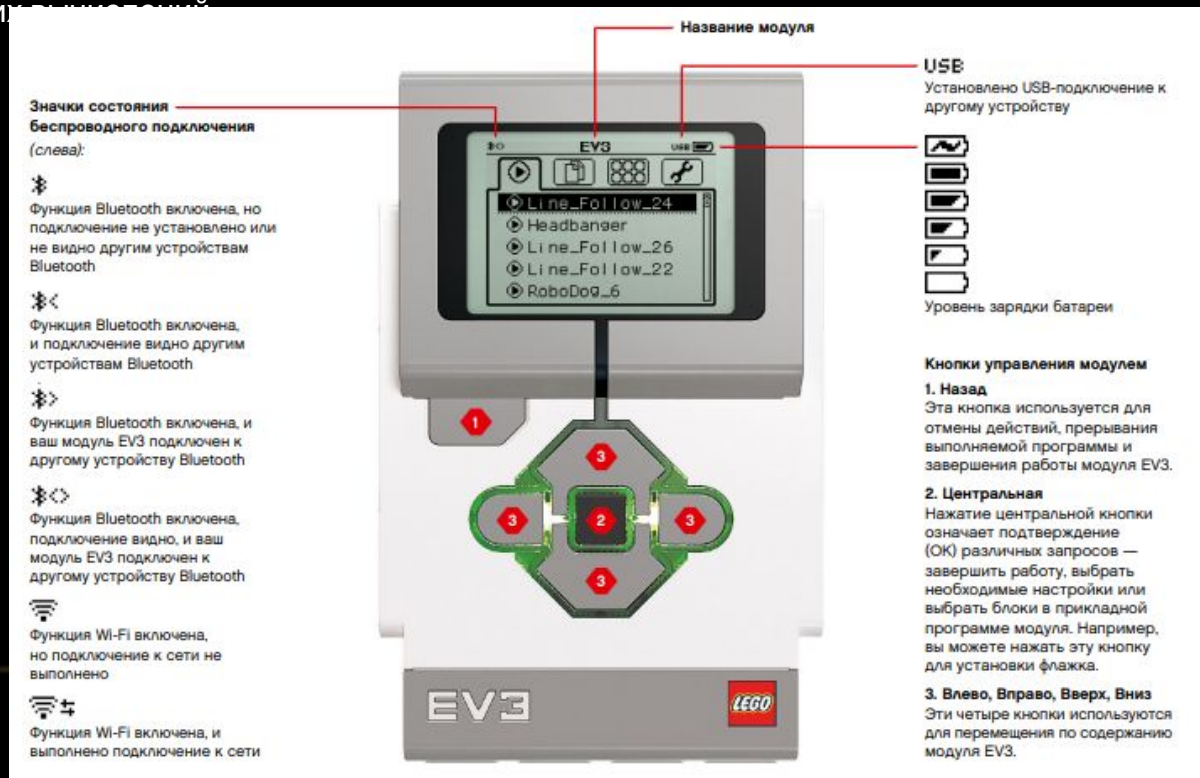 их вычислений
Название модуля
Значки состояния
беспроводного подключения
(слева):
Функция Bluetooth включена, но
подключение не установлено или
не видно другим устройствам
Bluetooth
Функция Bluetooth включена,
и подключение видно другим
устройствам Bluetooth
Функция Bluetooth включена, и
ваш модуль EV3 подключен к
другому устройству Bluetooth
Функция Bluetooth включена,
подключение видно, и ваш
модуль EV3 подключен к
другому устройству Bluetooth
Функция Wi-Fi включена,
но подключение к сети не
выполнено
Функция Wi-Fi включена, и
выполнено подключение к сети
EV3 USB
Line_Follow_24
Headbanger
Line_Follow_26
Line_Follow_22
RoboDog_6
1
3
3 2 3
3
EV3 LEGO
USB
Установлено USB-подключение к
другому устройству
Уровень зарядки батареи
Кнопки управления модулем
1. Назад
Эта кнопка используется для
отмены действий, прерывания
выполняемой программы и
завершения работы модуля EV3.
2. Центральная
Нажатие центральной кнопки
означает подтверждение
(OK) различных запросов —
завершить работу, выбрать
необходимые настройки или
выбрать блоки в прикладной
программе модуля. Например,
вы можете нажать эту кнопку
для установки флажка.
3. Влево, Вправо, Вверх, Вниз
Эти четыре кнопки используются
для перемещения по содержанию
модуля EV3.